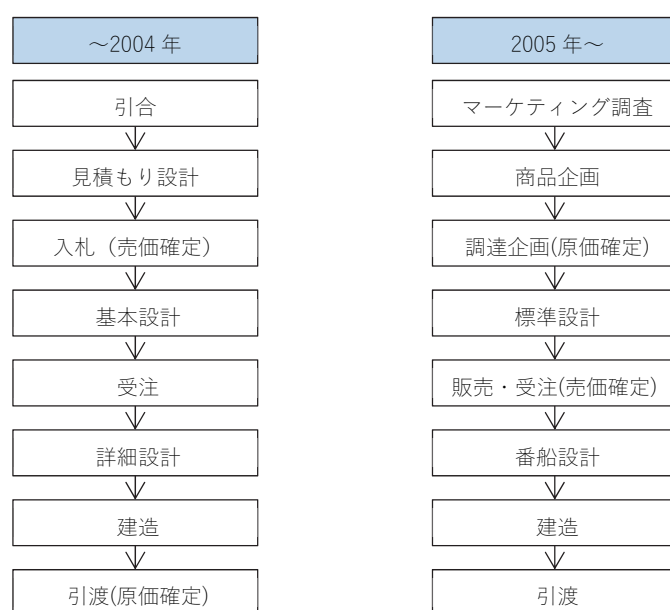 ～2004 年
引合
見積もり設計
入札（売価確定）
基本設計
受注
詳細設計
建造
引渡(原価確定)
2005 年～
マーケティング調査
商品企画
調達企画(原価確定)
標準設計
販売・受注(売価確定)
番船設計
建造
引渡